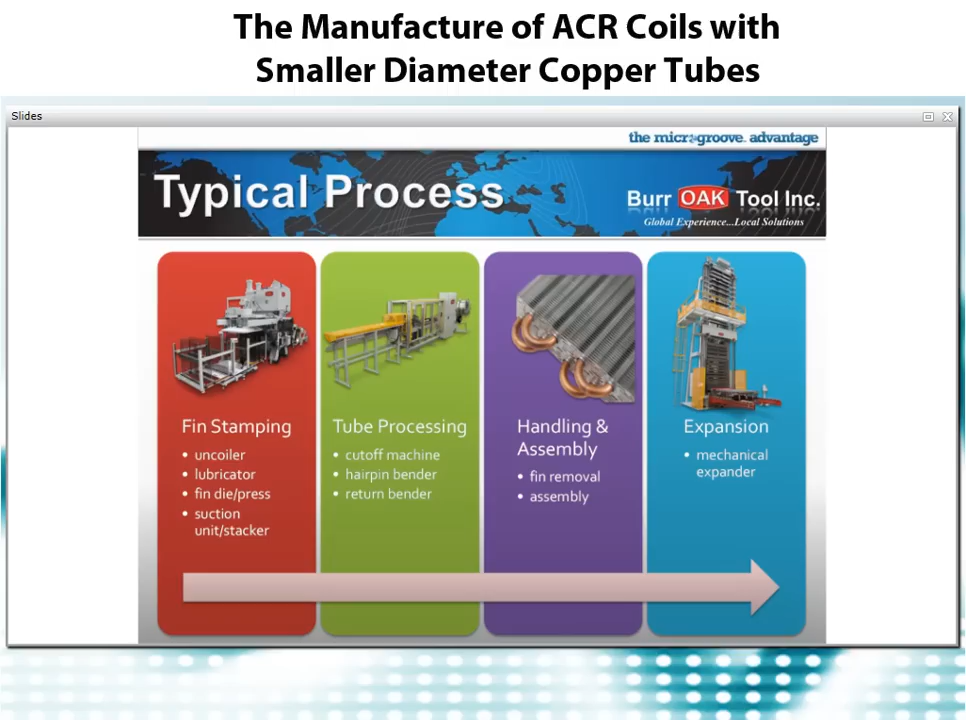 The Manufacture of ACR Coils with
Smaller Diameter Copper Tubes
Slides
the microgroove advantage
Typical Process
Burr OAK Tool Inc.
Global Experience...Local Solutions
Fin Stamping
• uncoiler
• lubricator
• fin die/press
• suction
unit/stacker
Tube Processing
• cutoff machine
• hairpin bender
• return bender
Handling &
Assembly
• fin removal
• assembly
Expansion
• mechanical
expander